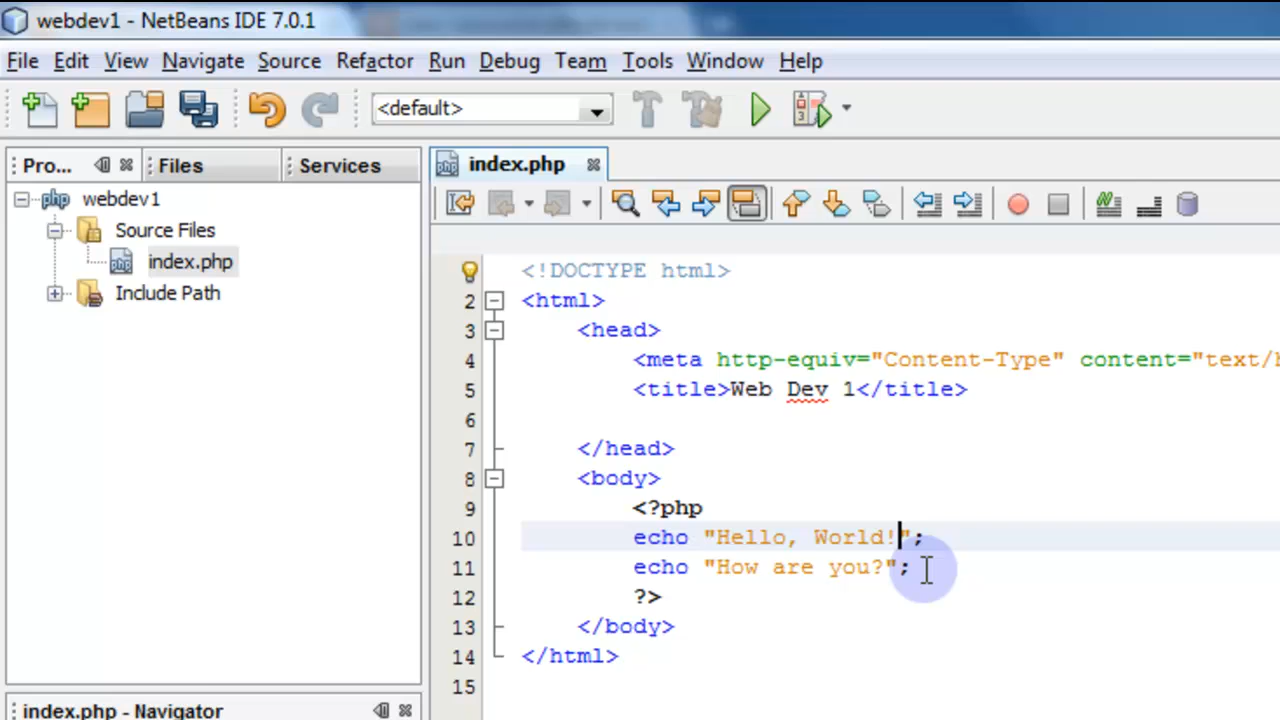 webdev1 - NetBeans IDE 7.0.1
File Edit View Navigate Source Refactor Run Debug Team Tools Window Help
<default>
Pro... Files Services
index.php
webdev1
Source Files
index.php
Include Path
<!DOCTYPE html>
2 <html>
3 <head>
4 <meta http-equiv="Content-Type" content="text/h
5 <title>Web Dev 1</title>
6
7 </head>
8 <body>
9 <?php
10 echo "Hello, World!";
11 echo "How are you?";
12 ?>
13 </body>
14 </html>
15
index.php - Navigator